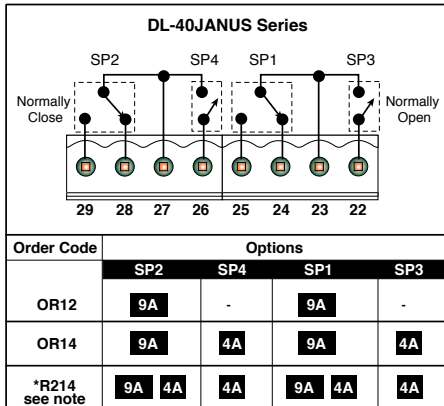 DL-40JANUS Series
SP2 SP4 SP1 SP3
Normally Close
Normally Open
29 28 27 26 25 24 23 22
Order Code Options
SP2 SP4 SP1 SP3
OR12 9A - 9A -
OR14 9A 4A 9A 4A
*R214 see note 9A 4A 4A 9A 4A 4A